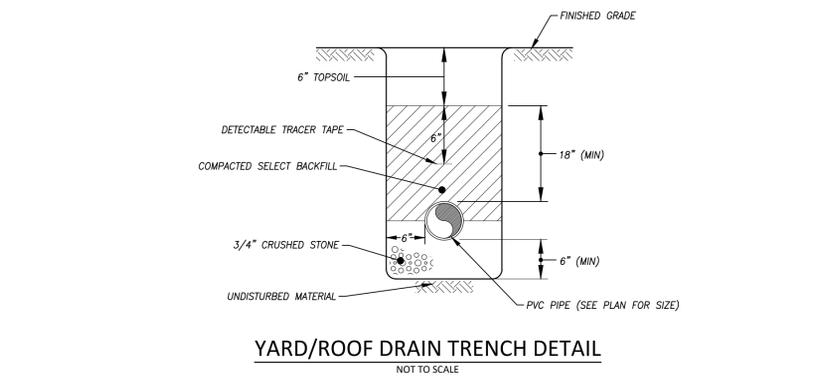 FINISHED GRADE
6" TOPSOIL
DETECTABLE TRACER TAPE
6"
18" (MIN)
COMPACTED SELECT BACKFILL
6"
3/4" CRUSHED STONE
6" (MIN)
UNDISTURBED MATERIAL
PVC PIPE (SEE PLAN FOR SIZE)
YARD/ROOF DRAIN TRENCH DETAIL
NOT TO SCALE